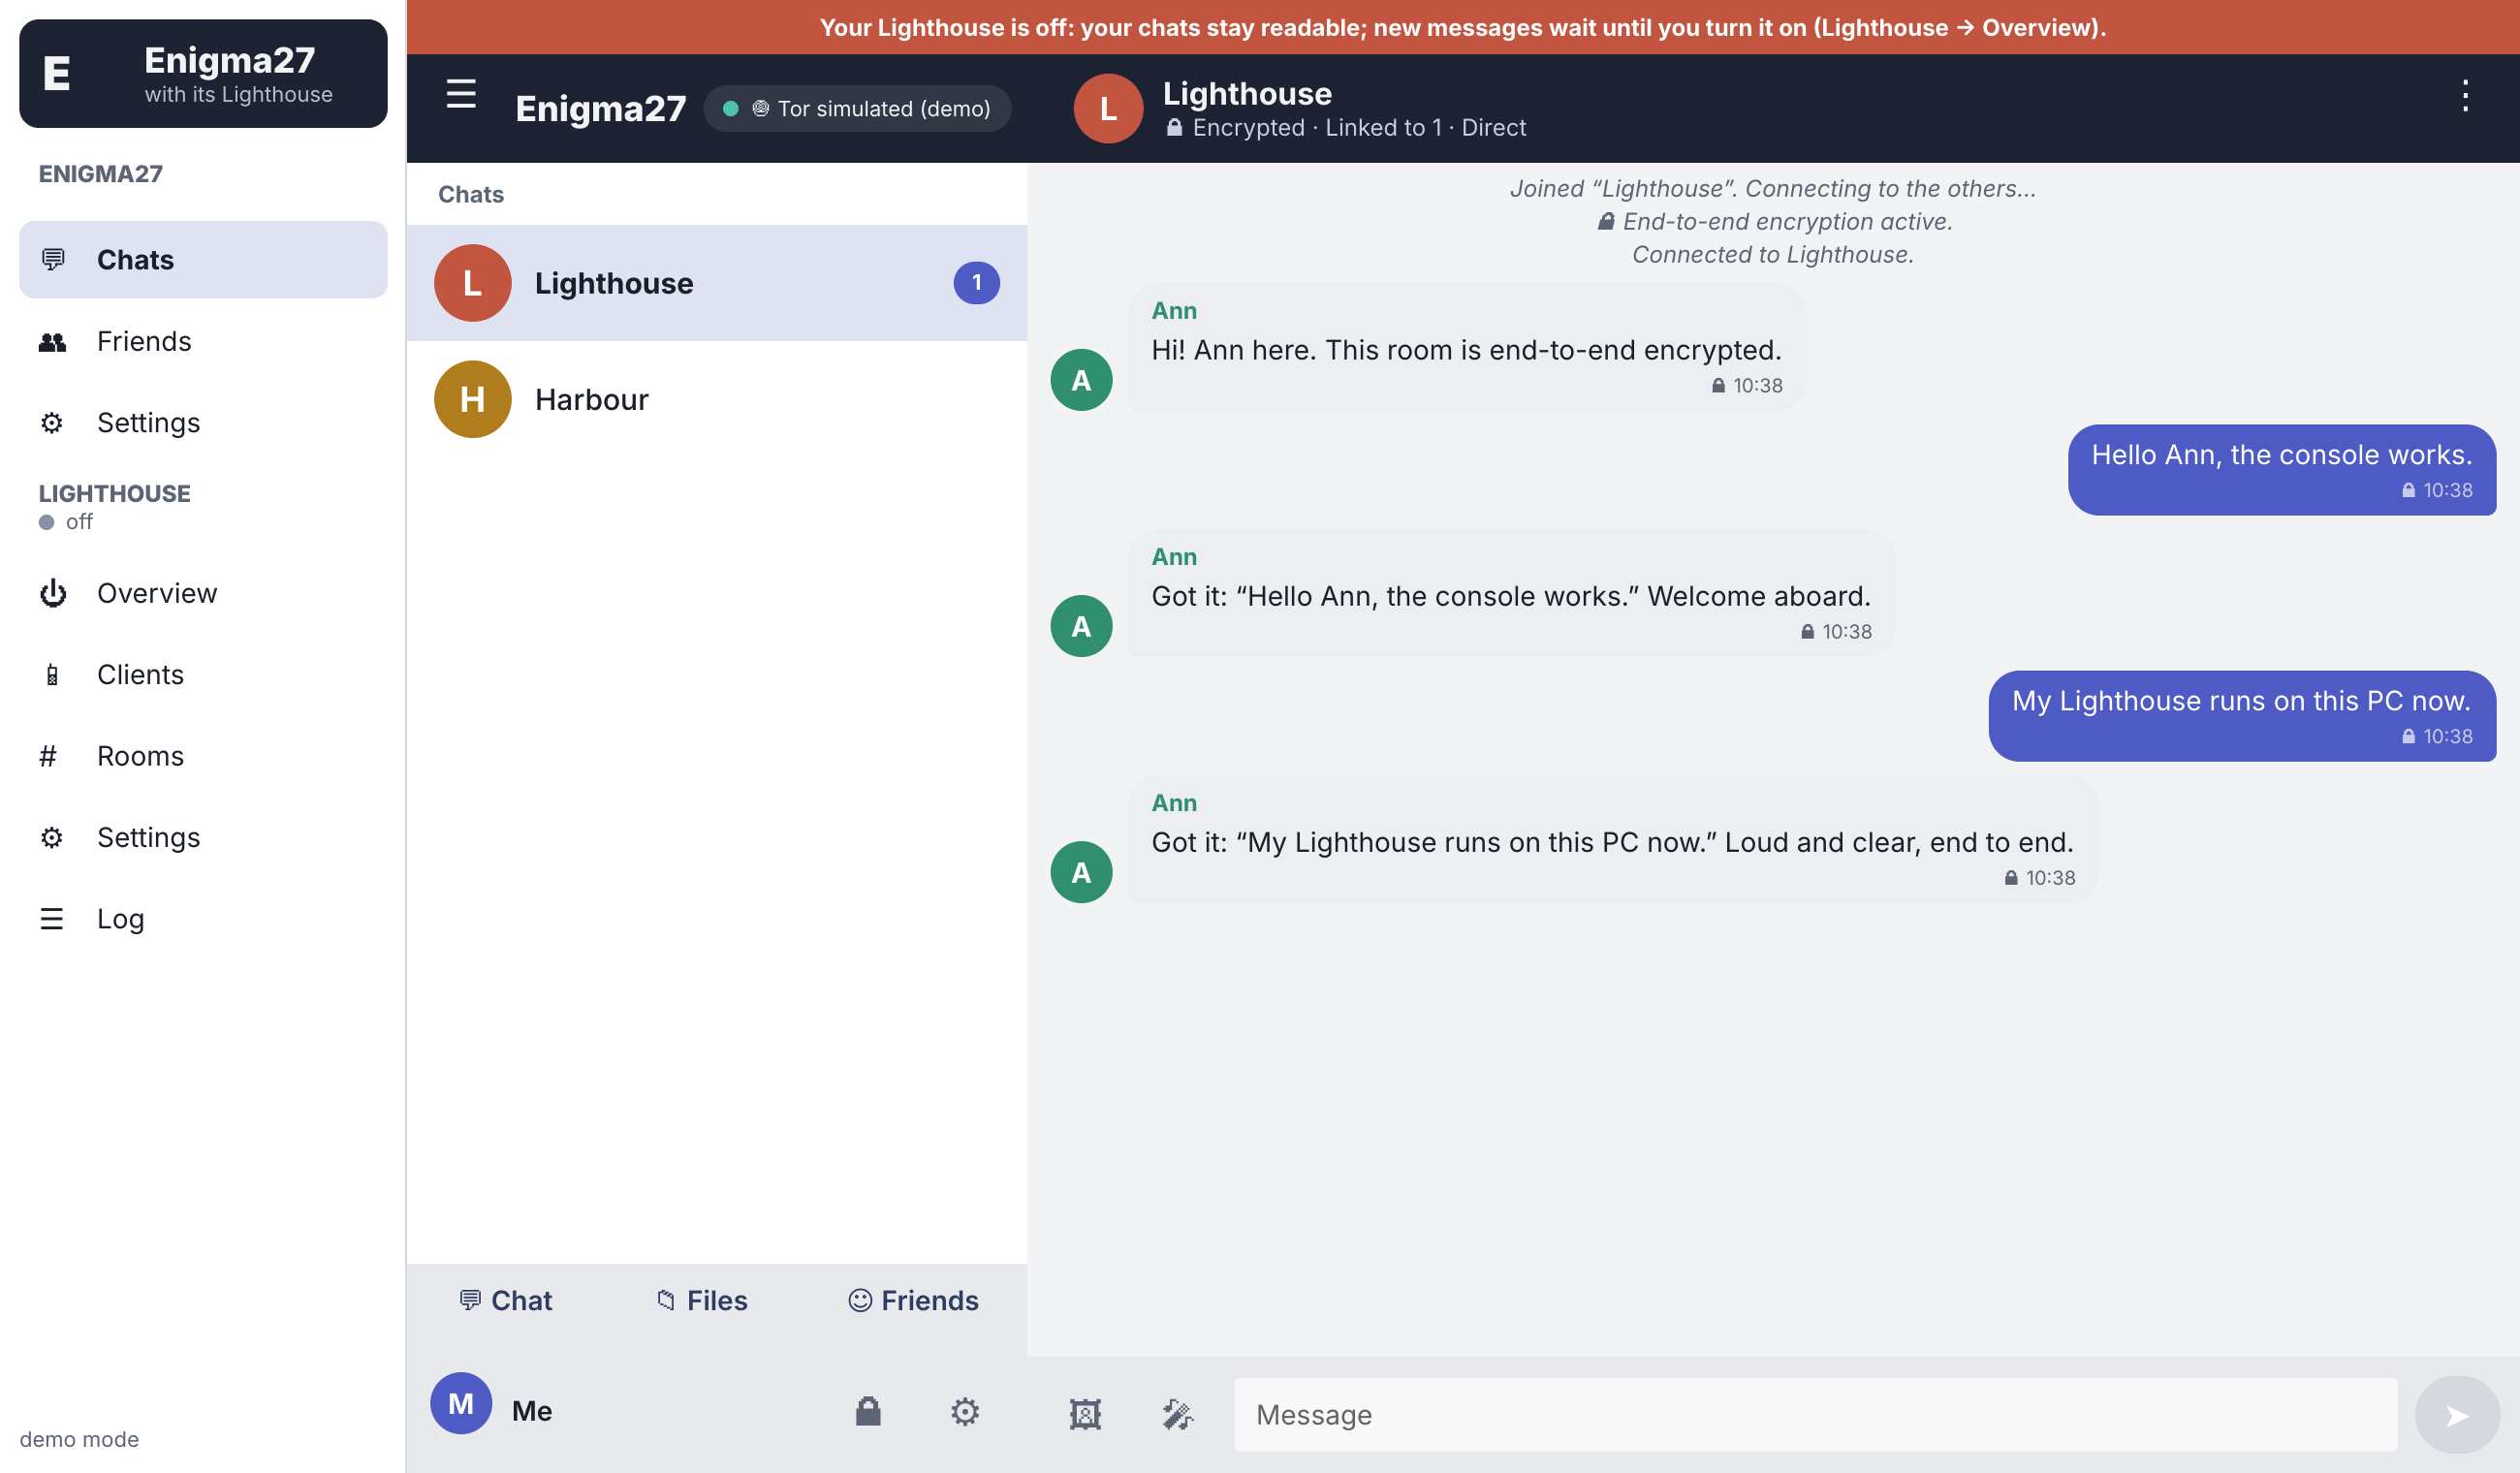 Your Lighthouse is off: your chats stay readable; new messages wait until you turn it on (Lighthouse → Overview).
E
Enigma27
with its Lighthouse
ENIGMA27
Chats
Friends
Settings
LIGHTHOUSE
off
Overview
Clients
# Rooms
Settings
Log
demo mode
Enigma27
Tor simulated (demo)
Chats
L
Lighthouse
1
H
Harbour
Chat
Files
Friends
M
Me
L
Lighthouse
Encrypted · Linked to 1 · Direct
Joined “Lighthouse”. Connecting to the others...
End-to-end encryption active.
Connected to Lighthouse.
Ann
Hi! Ann here. This room is end-to-end encrypted.
A
10:38
Hello Ann, the console works.
10:38
Ann
Got it: “Hello Ann, the console works.” Welcome aboard.
A
10:38
My Lighthouse runs on this PC now.
10:38
Ann
Got it: “My Lighthouse runs on this PC now.” Loud and clear, end to end.
A
10:38
Message